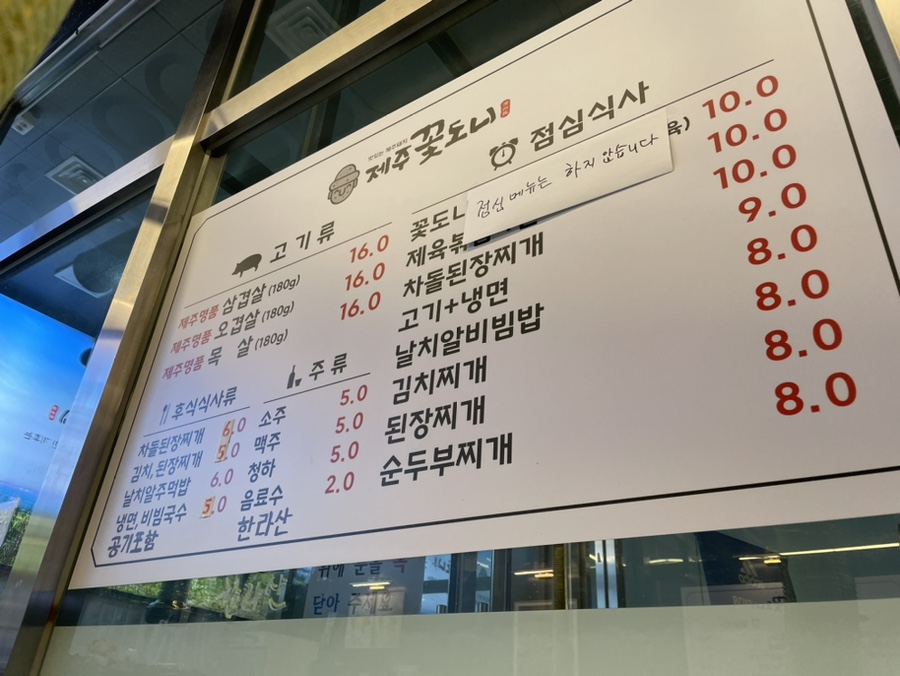 제주꽃도니
고기류
제주명품 삼겹살 (180g) 16.0
제주명품 오겹살 (180g) 16.0
제주명품 목 살 (180g) 16.0
후식식사류
차돌된장찌개 6.0
김치, 된장찌개 5.0
날치알주먹밥 6.0
냉면, 비빔국수 5.0
공기포함
주류
소주 5.0
맥주 5.0
청하 5.0
음료수 2.0
한라산
점심식사
점심 메뉴는 하지 않습니다
꽃도니 육) 10.0
제육볶 10.0
차돌된장찌개 10.0
고기+냉면 9.0
날치알비빔밥 8.0
김치찌개 8.0
된장찌개 8.0
순두부찌개 8.0
닫아 주세요